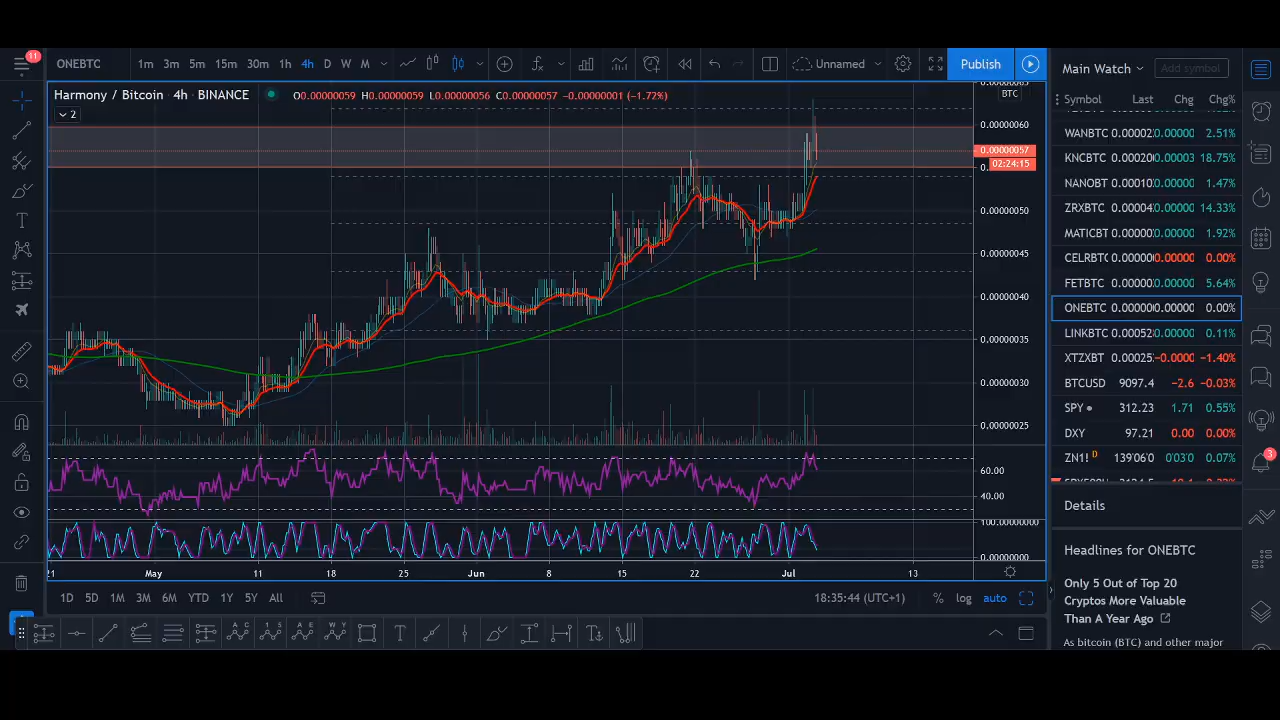 11
ONEBTC 1m 3m 5m 15m 30m 1h 4h D W M Unnamed Publish
Harmony / Bitcoin 4h BINANCE O0.00000059 H0.00000059 L0.00000056 C0.00000057 -0.00000001 (-1.72%)
2
BTC
0.00000060
0.00000057
02:24:15
0.00000050
0.00000045
0.00000040
0.00000035
0.00000030
0.00000025
60.00
40.00
100.00000000
0.00000000
21 May 11 18 25 Jun 8 15 22 Jul 13
1D 5D 1M 3M 6M YTD 1Y 5Y All 18:35:44 (UTC+1) % log auto
Main Watch Add symbol
Symbol Last Chg Chg%
WANBTC 0.00002 0.00000 2.51%
KNCBTC 0.00020 0.00003 18.75%
NANOBT 0.00010 0.00000 1.47%
ZRXBTC 0.00004 0.00000 14.33%
MATICBT 0.00000 0.00000 1.92%
CELRBTC 0.00000 0.00000 0.00%
FETBTC 0.00000 0.00000 5.64%
ONEBTC 0.00000 0.00000 0.00%
LINKBTC 0.00052 0.00000 0.11%
XTZXBT 0.00025 -0.0000 -1.40%
BTCUSD 9097.4 -2.6 -0.03%
SPY 312.23 1.71 0.55%
DXY 97.21 0.00 0.00%
ZN1! D 139'06'0 0'03'0 0.07%
Details
Headlines for ONEBTC
Only 5 Out of Top 20
Cryptos More Valuable
Than A Year Ago
As bitcoin (BTC) and other major
3